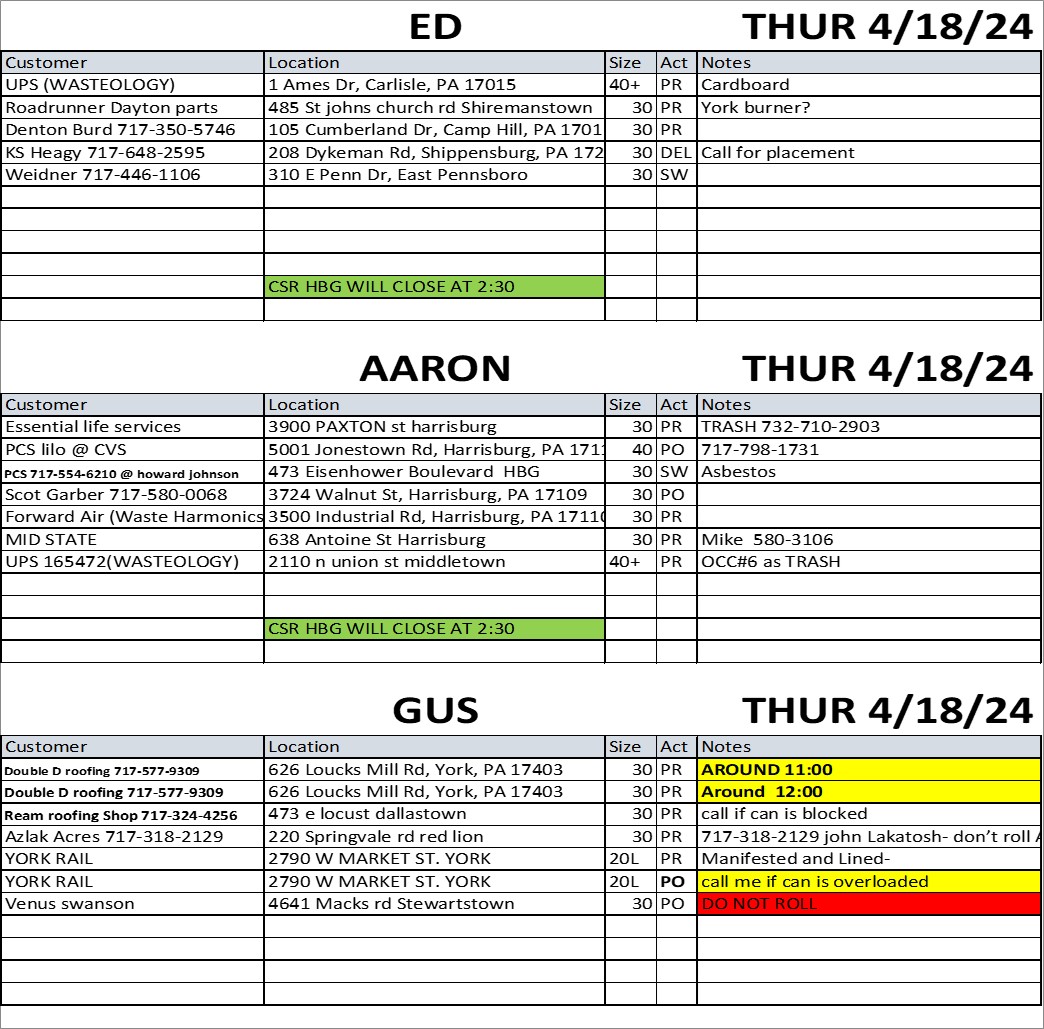 ED THUR 4/18/24
Customer Location Size Act Notes
UPS (WASTEOLOGY) 1 Ames Dr, Carlisle, PA 17015 40+ PR Cardboard
Roadrunner Dayton parts 485 St johns church rd Shiremanstown 30 PR York burner?
Denton Burd 717-350-5746 105 Cumberland Dr, Camp Hill, PA 1701 30 PR
KS Heagy 717-648-2595 208 Dykeman Rd, Shippensburg, PA 172 30 DEL Call for placement
Weidner 717-446-1106 310 E Penn Dr, East Pennsboro 30 SW
CSR HBG WILL CLOSE AT 2:30
AARON THUR 4/18/24
Customer Location Size Act Notes
Essential life services 3900 PAXTON st harrisburg 30 PR TRASH 732-710-2903
PCS lilo @ CVS 5001 Jonestown Rd, Harrisburg, PA 1711 40 PO 717-798-1731
PCS 717-554-6210 @ howard johnson 473 Eisenhower Boulevard HBG 30 SW Asbestos
Scot Garber 717-580-0068 3724 Walnut St, Harrisburg, PA 17109 30 PO
Forward Air (Waste Harmonics 3500 Industrial Rd, Harrisburg, PA 17110 30 PR
MID STATE 638 Antoine St Harrisburg 30 PR Mike 580-3106
UPS 165472(WASTEOLOGY) 2110 n union st middletown 40+ PR OCC#6 as TRASH
CSR HBG WILL CLOSE AT 2:30
GUS THUR 4/18/24
Customer Location Size Act Notes
Double D roofing 717-577-9309 626 Loucks Mill Rd, York, PA 17403 30 PR AROUND 11:00
Double D roofing 717-577-9309 626 Loucks Mill Rd, York, PA 17403 30 PR Around 12:00
Ream roofing Shop 717-324-4256 473 e locust dallastown 30 PR call if can is blocked
Azlak Acres 717-318-2129 220 Springvale rd red lion 30 PR 717-318-2129 john Lakatosh- don’t roll A
YORK RAIL 2790 W MARKET ST. YORK 20L PR Manifested and Lined-
YORK RAIL 2790 W MARKET ST. YORK 20L PO call me if can is overloaded
Venus swanson 4641 Macks rd Stewartstown 30 PO DO NOT ROLL